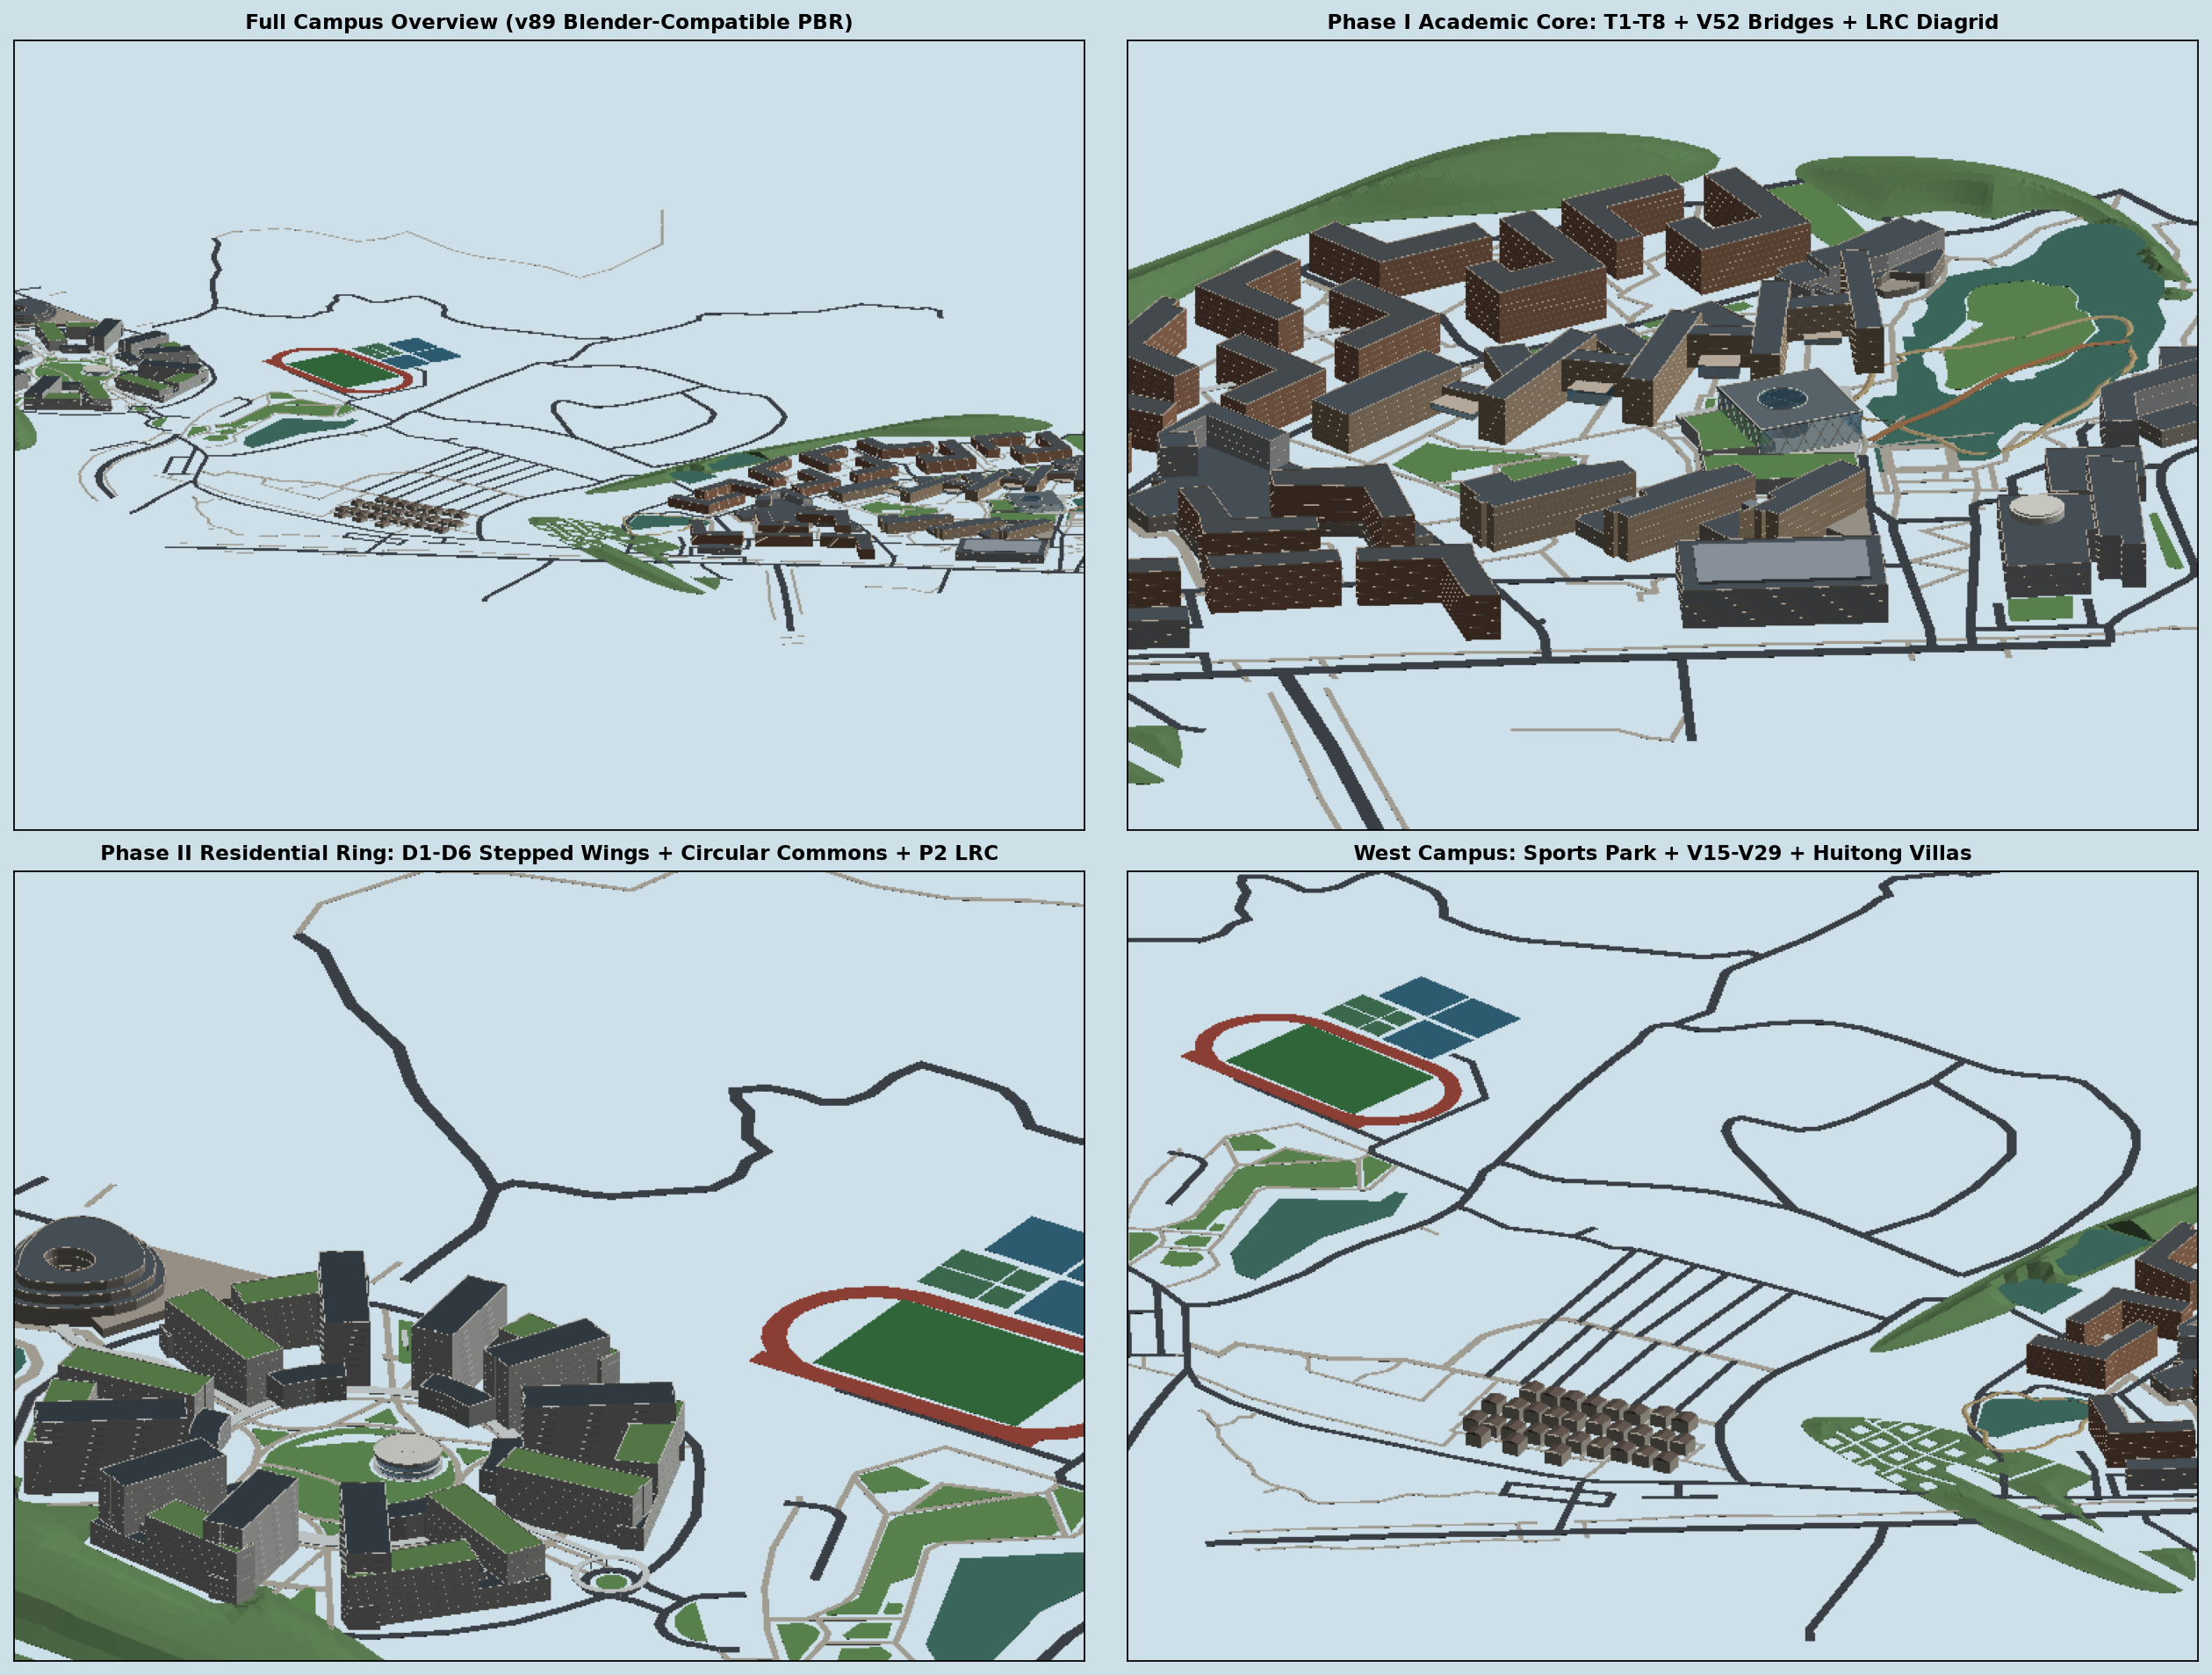 Full Campus Overview (v89 Blender-Compatible PBR)
Phase I Academic Core: T1-T8 + V52 Bridges + LRC Diagrid
Phase II Residential Ring: D1-D6 Stepped Wings + Circular Commons + P2 LRC
West Campus: Sports Park + V15-V29 + Huitong Villas